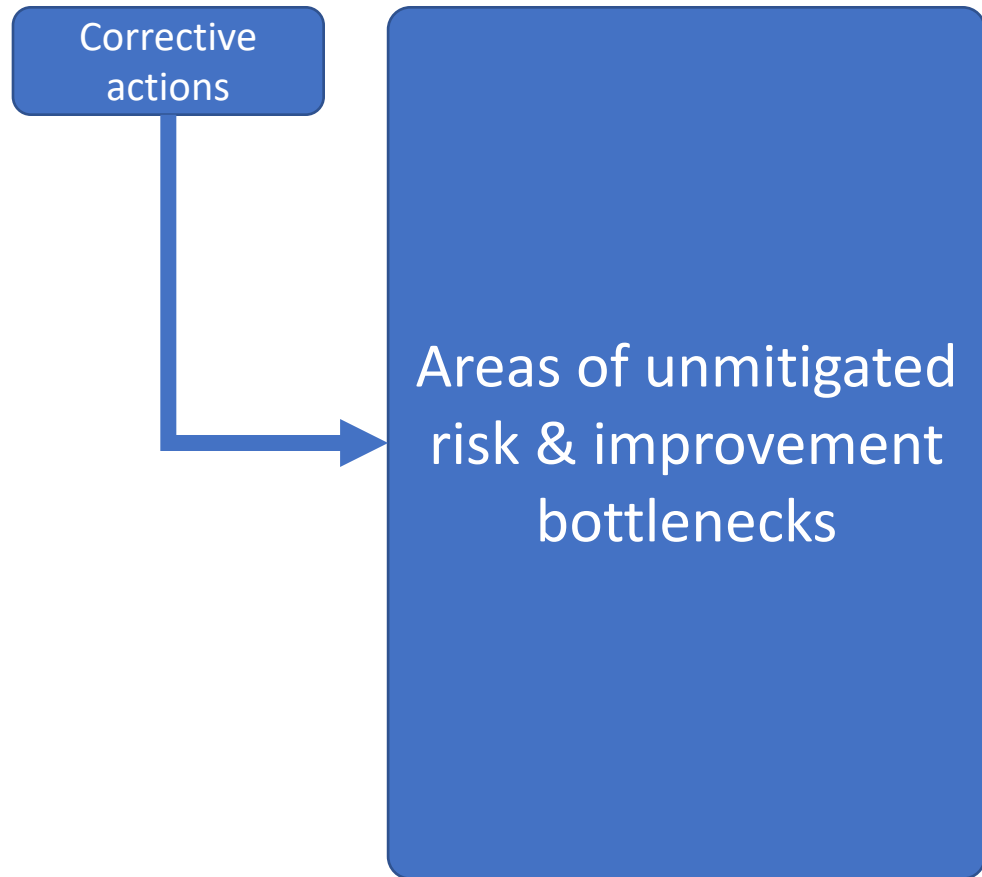 Corrective
actions
Areas of unmitigated
risk & improvement
bottlenecks